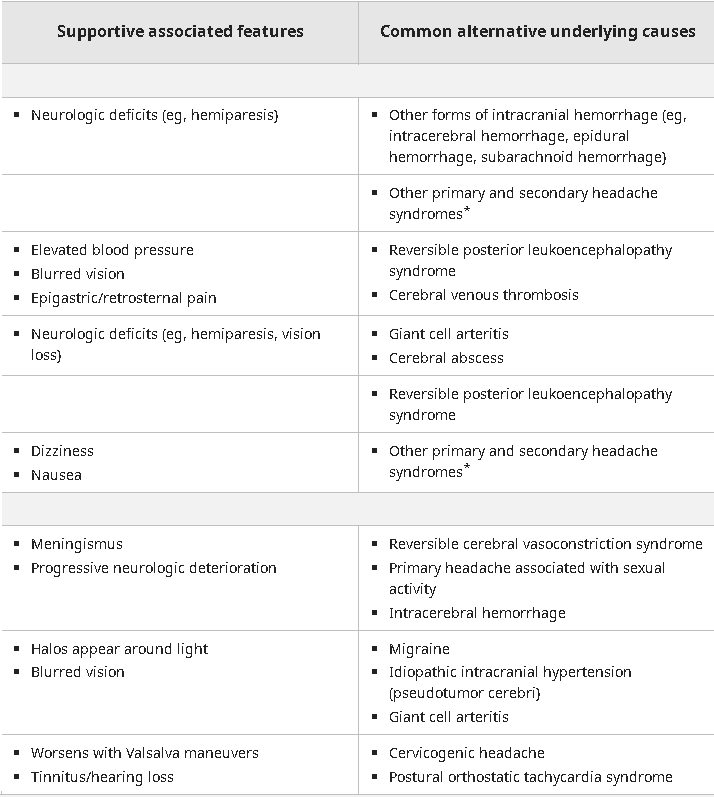 Supportive associated features
Common alternative underlying causes
Neurologic deficits (eg, hemiparesis}
Other forms of intracranial hemorrhage (eg,
intracerebral hemorrhage, epidural
hemorrhage, subarachnoid hemorrhage}
Other primary and secondary headache
syndromes*
Elevated blood pressure
Blurred vision
Epigastric/retrosternal pain
Reversible posterior leukoencephalopathy
syndrome
Cerebral venous thrombosis
Neurologic deficits (eg, hemiparesis, vision
loss}
Giant cell arteritis
Cerebral abscess
Reversible posterior leukoencephalopathy
syndrome
Dizziness
Nausea
Other primary and secondary headache
syndromes*
Meningismus
Progressive neurologic deterioration
Reversible cerebral vasoconstriction syndrome
Primary headache associated with sexual
activity
Intracerebral hemorrhage
Halos appear around light
Blurred vision
Migraine
Idiopathic intracranial hypertension
(pseudotumor cerebri}
Giant cell arteritis
Worsens with Valsalva maneuvers
Tinnitus/hearing loss
Cervicogenic headache
Postural orthostatic tachycardia syndrome